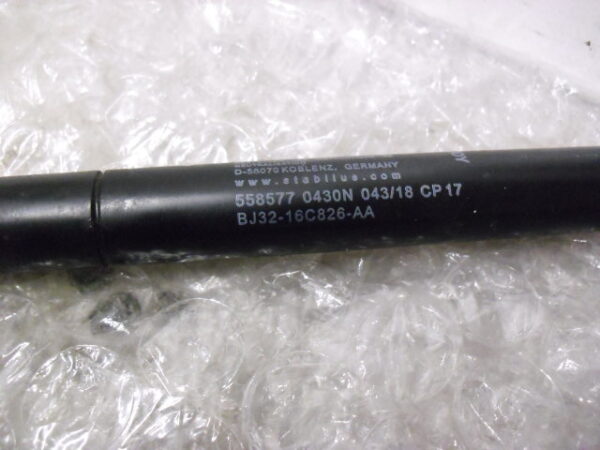 D-56070 KOBLENZ, GERMANY
www.stabilus.com
558577 0430N 043/18 CP17
BJ32-16C826-AA